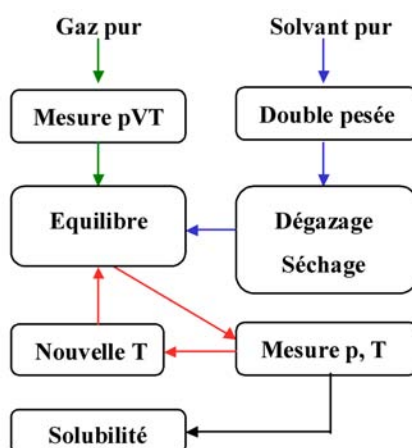 Gaz pur
Solvant pur
Mesure pVT
Double pesée
Equilibre
Dégazage
Séchage
Nouvelle T
Mesure p, T
Solubilité